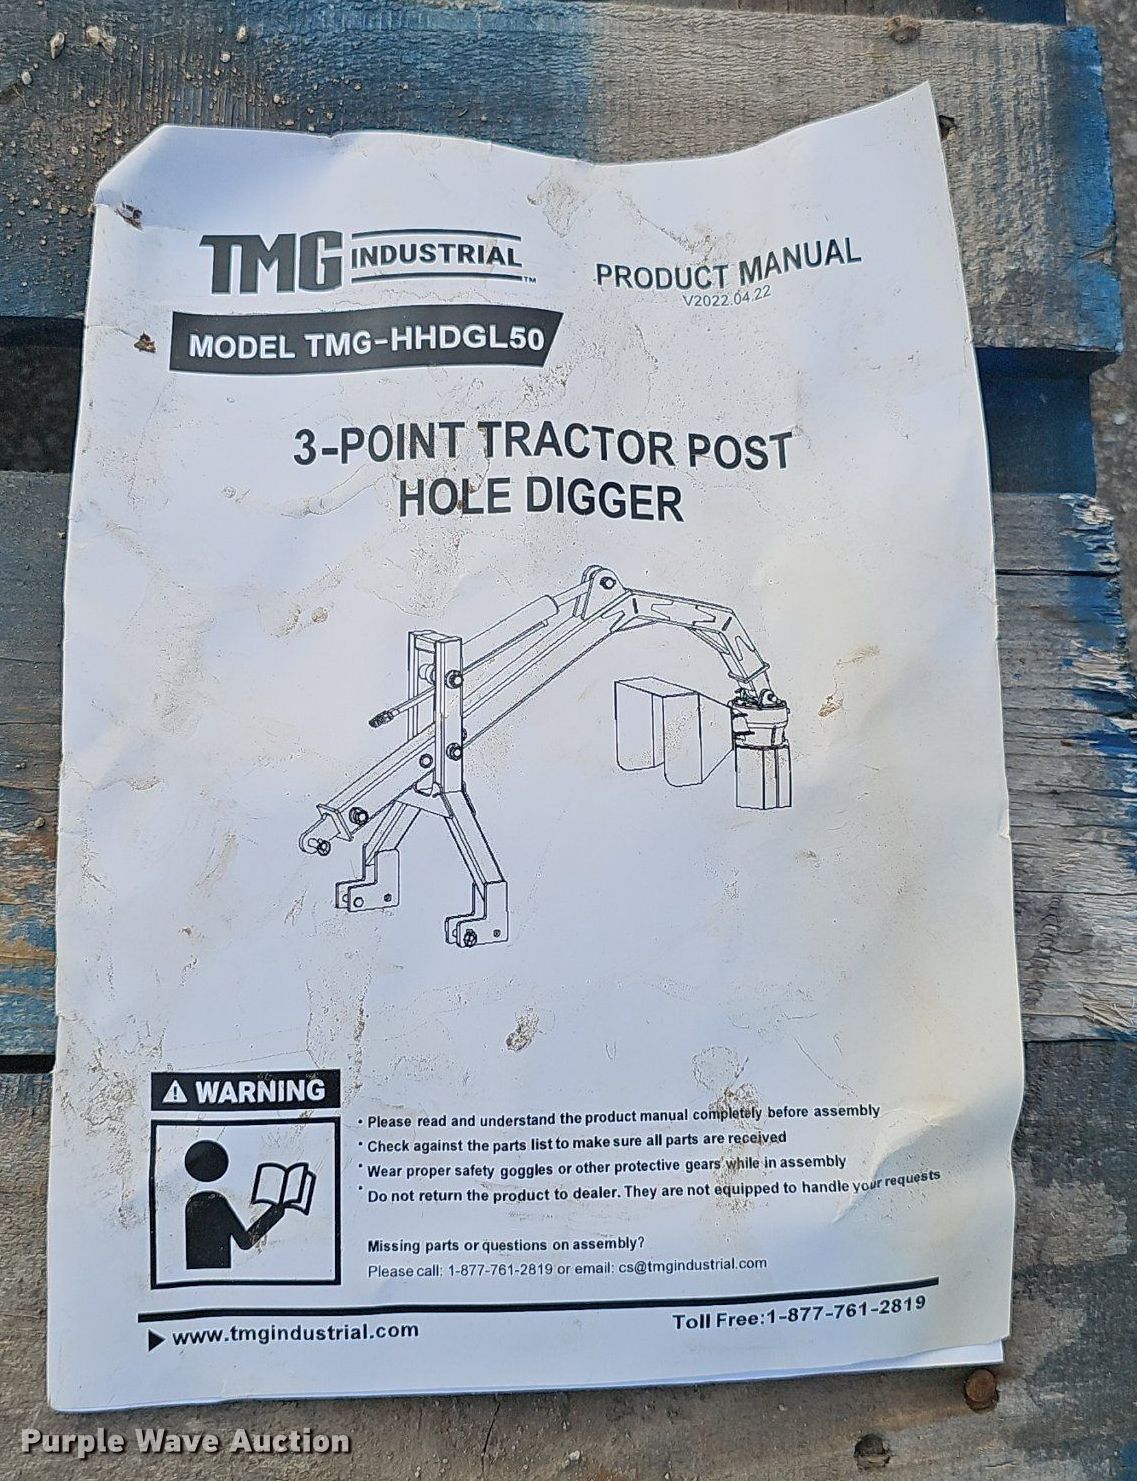 TMG INDUSTRIAL™
PRODUCT MANUAL
V2022.04.22
MODEL TMG-HHDGL50
3-POINT TRACTOR POST
HOLE DIGGER
⚠ WARNING
• Please read and understand the product manual completely before assembly
• Check against the parts list to make sure all parts are received
• Wear proper safety goggles or other protective gears while in assembly
• Do not return the product to dealer. They are not equipped to handle your requests
Missing parts or questions on assembly?
Please call: 1-877-761-2819 or email: cs@tmgindustrial.com
▶ www.tmgindustrial.com
Toll Free:1-877-761-2819
Purple Wave Auction